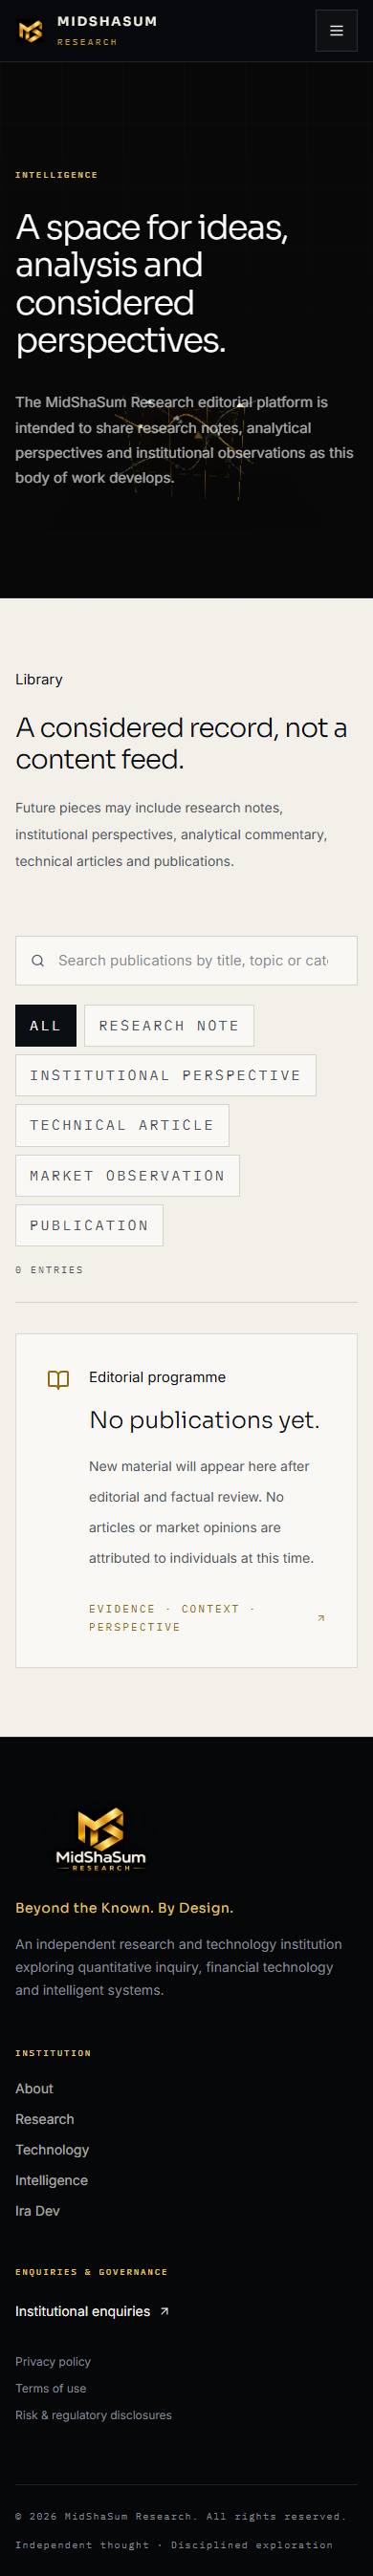 MIDSHASUM
RESEARCH
INTELLIGENCE
A space for ideas,
analysis and
considered
perspectives.
The MidShaSum Research editorial platform is
intended to share research notes, analytical
perspectives and institutional observations as this
body of work develops.
Library
A considered record, not a
content feed.
Future pieces may include research notes,
institutional perspectives, analytical commentary,
technical articles and publications.
Search publications by title, topic or cat
ALL
RESEARCH NOTE
INSTITUTIONAL PERSPECTIVE
TECHNICAL ARTICLE
MARKET OBSERVATION
PUBLICATION
0 ENTRIES
Editorial programme
No publications yet.
New material will appear here after
editorial and factual review. No
articles or market opinions are
attributed to individuals at this time.
EVIDENCE · CONTEXT ·
PERSPECTIVE
MidShaSum
RESEARCH
Beyond the Known. By Design.
An independent research and technology institution
exploring quantitative inquiry, financial technology
and intelligent systems.
INSTITUTION
About
Research
Technology
Intelligence
Ira Dev
ENQUIRIES & GOVERNANCE
Institutional enquiries
Privacy policy
Terms of use
Risk & regulatory disclosures
© 2026 MidShaSum Research. All rights reserved.
Independent thought · Disciplined exploration